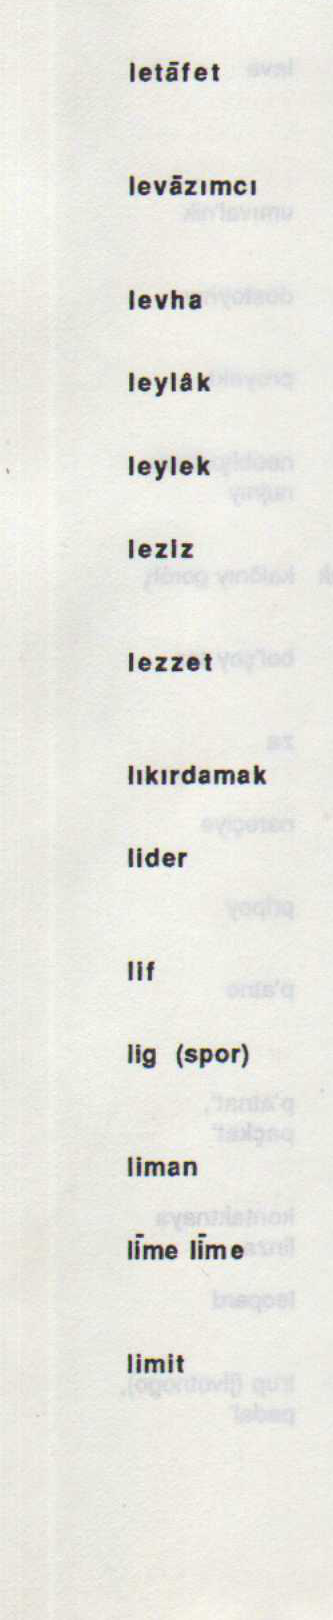 letāfet
levāzımcı
levha
leylâk
leylek
leziz
lezzet
lıkırdamak
lider
lif
lig (spor)
liman
līme līme
limit